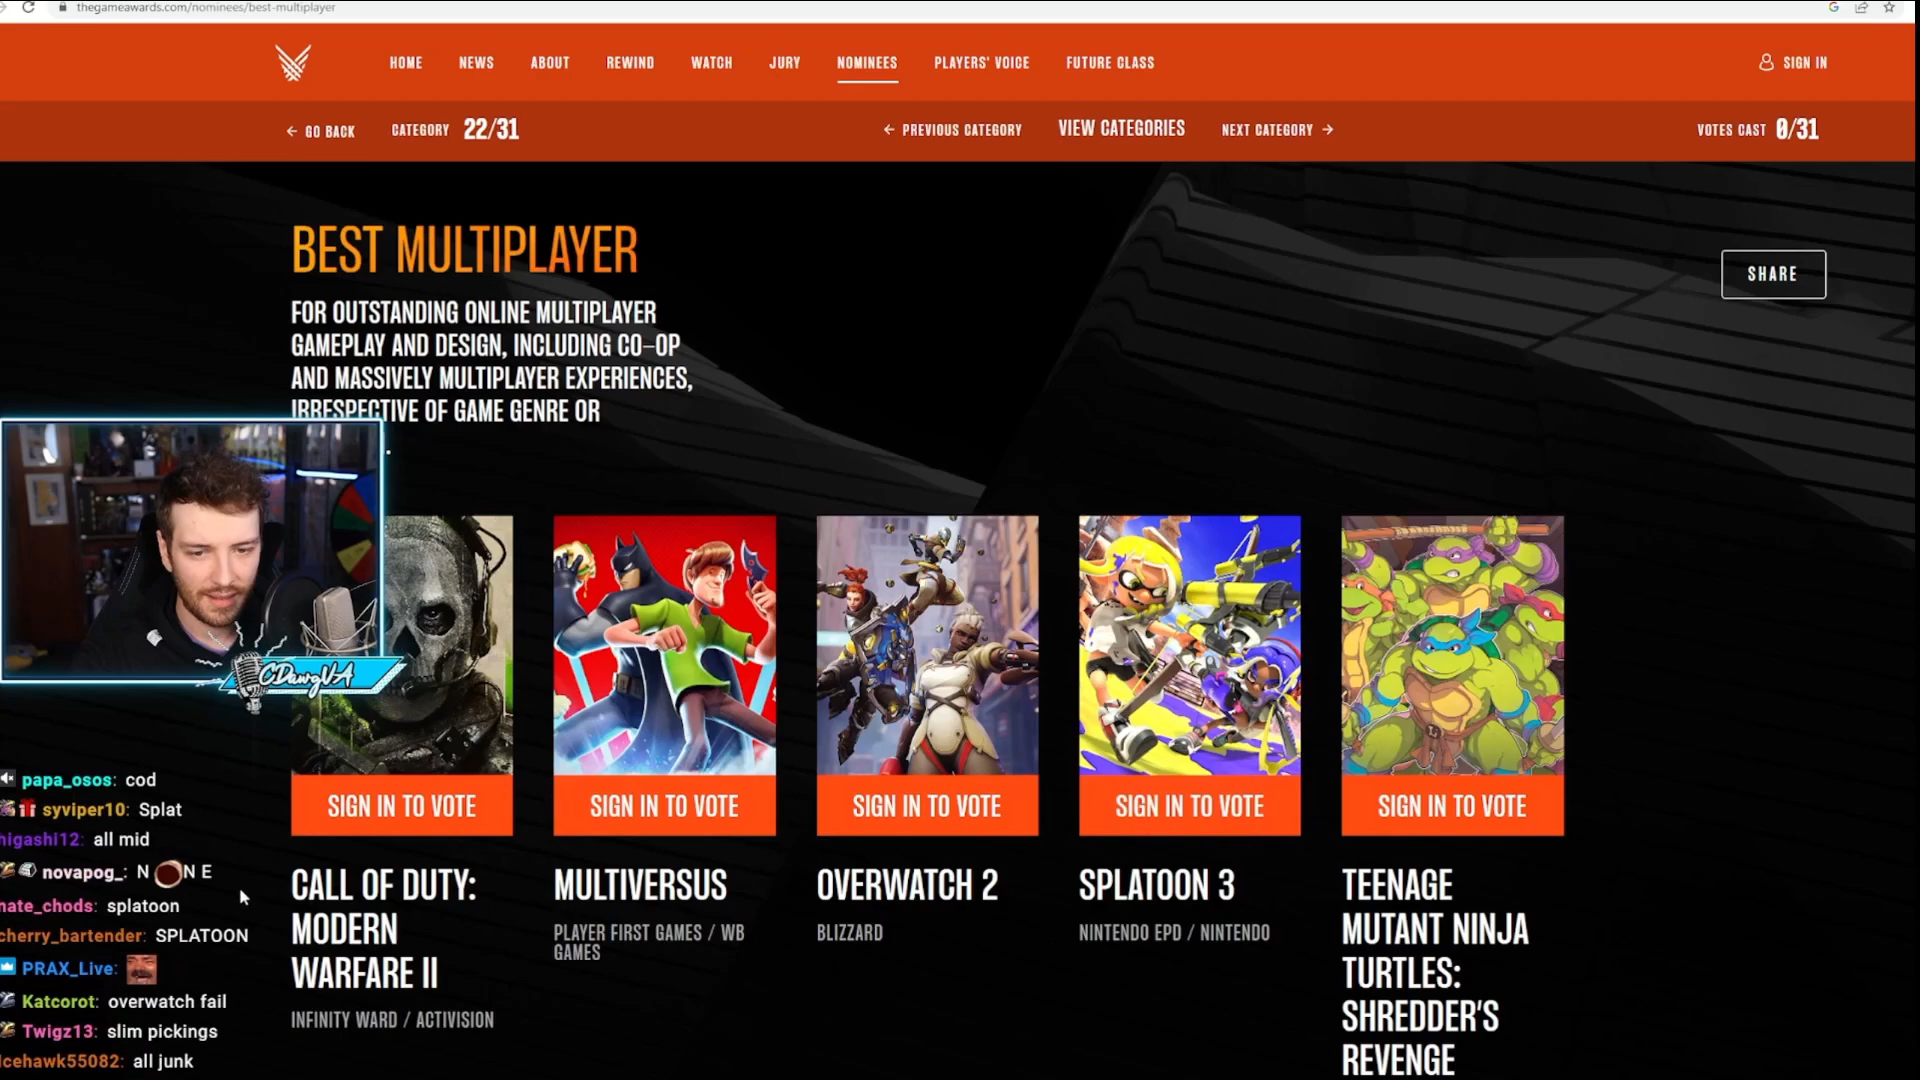 thegameawards.com/nominees/best-multiplayer
HOME NEWS ABOUT REWIND WATCH JURY NOMINEES PLAYERS' VOICE FUTURE CLASS SIGN IN
← GO BACK CATEGORY 22/31 ← PREVIOUS CATEGORY VIEW CATEGORIES NEXT CATEGORY → VOTES CAST 0/31
BEST MULTIPLAYER
SHARE
FOR OUTSTANDING ONLINE MULTIPLAYER
GAMEPLAY AND DESIGN, INCLUDING CO-OP
AND MASSIVELY MULTIPLAYER EXPERIENCES,
IRRESPECTIVE OF GAME GENRE OR
CDawgVA
SIGN IN TO VOTE SIGN IN TO VOTE SIGN IN TO VOTE SIGN IN TO VOTE SIGN IN TO VOTE
CALL OF DUTY:
MODERN
WARFARE II
INFINITY WARD / ACTIVISION
MULTIVERSUS
PLAYER FIRST GAMES / WB
GAMES
OVERWATCH 2
BLIZZARD
SPLATOON 3
NINTENDO EPD / NINTENDO
TEENAGE
MUTANT NINJA
TURTLES:
SHREDDER'S
REVENGE
papa_osos: cod
syviper10: Splat
higashi12: all mid
novapog_: N NE
nate_chods: splatoon
cherry_bartender: SPLATOON
PRAX_Live:
Katcorot: overwatch fail
Twigz13: slim pickings
Icehawk55082: all junk